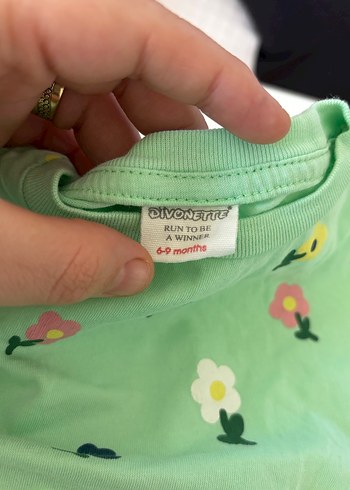 DIVONETTE
RUN TO BE
A WINNER
6-9 months